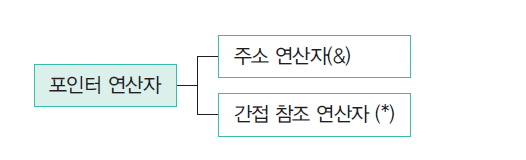 포인터 연산자
주소 연산자(&)
간접 참조 연산자 (*)